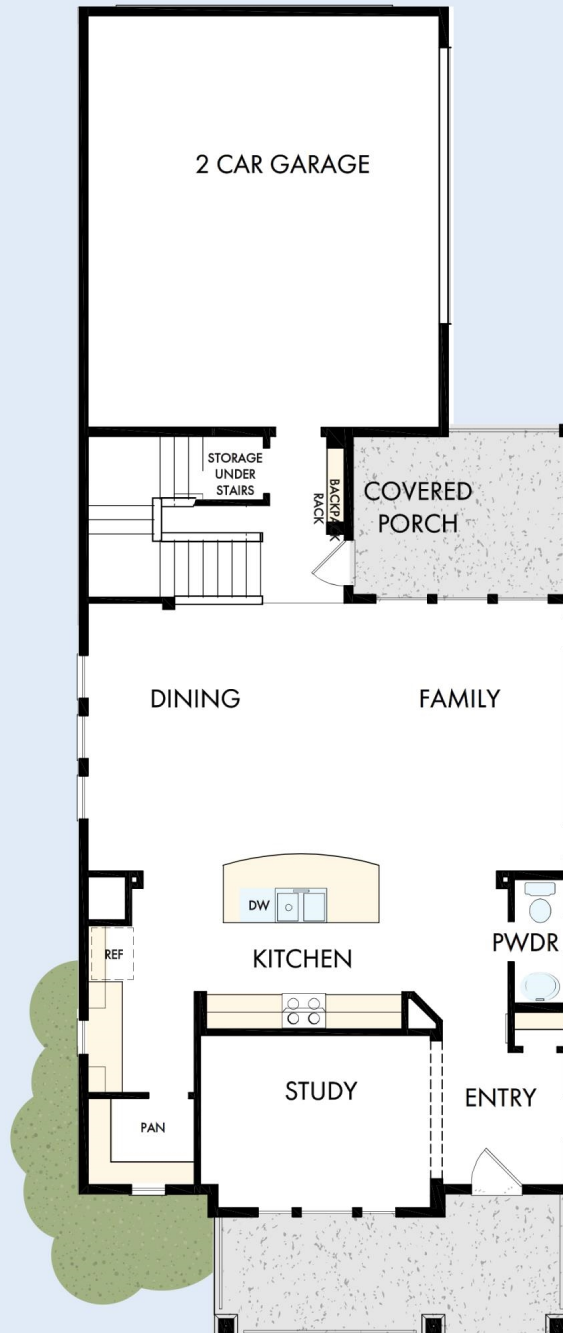 2 CAR GARAGE
STORAGE
UNDER
STAIRS
BACKPACK
RACK
COVERED
PORCH
DINING
FAMILY
DW
REF
KITCHEN
PWDR
STUDY
ENTRY
PAN